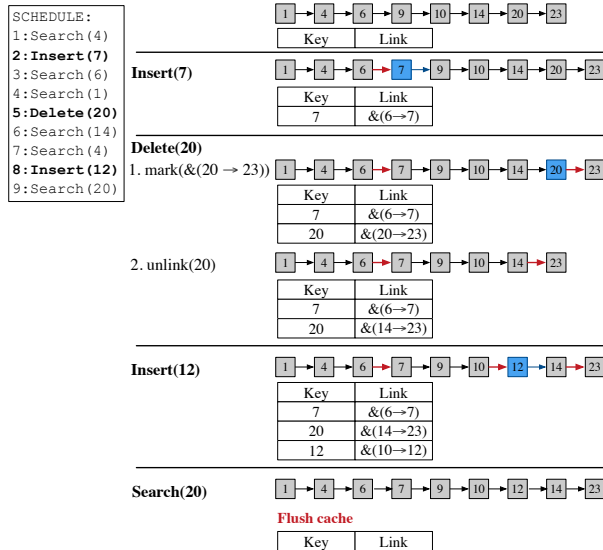 SCHEDULE:
1:Search(4)
2:Insert(7)
3:Search(6)
4:Search(1)
5:Delete(20)
6:Search(14)
7:Search(4)
8:Insert(12)
9:Search(20)
1 4 6 9 10 14 20 23
Key Link
Insert(7)
1 4 6 7 9 10 14 20 23
Key Link
7 &(6→7)
Delete(20)
1. mark(&(20 → 23))
1 4 6 7 9 10 14 20 23
Key Link
7 &(6→7)
20 &(20→23)
2. unlink(20)
1 4 6 7 9 10 14 23
Key Link
7 &(6→7)
20 &(14→23)
Insert(12)
1 4 6 7 9 10 12 14 23
Key Link
7 &(6→7)
20 &(14→23)
12 &(10→12)
Search(20)
1 4 6 7 9 10 12 14 23
Flush cache
Key Link